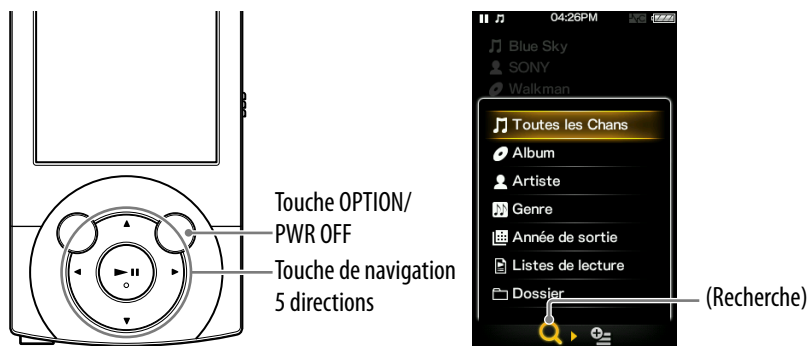 Touche OPTION/
PWR OFF
Touche de navigation
5 directions
04:26PM
Blue Sky
SONY
Walkman
Toutes les Chans
Album
Artiste
Genre
Année de sortie
Listes de lecture
Dossier
(Recherche)